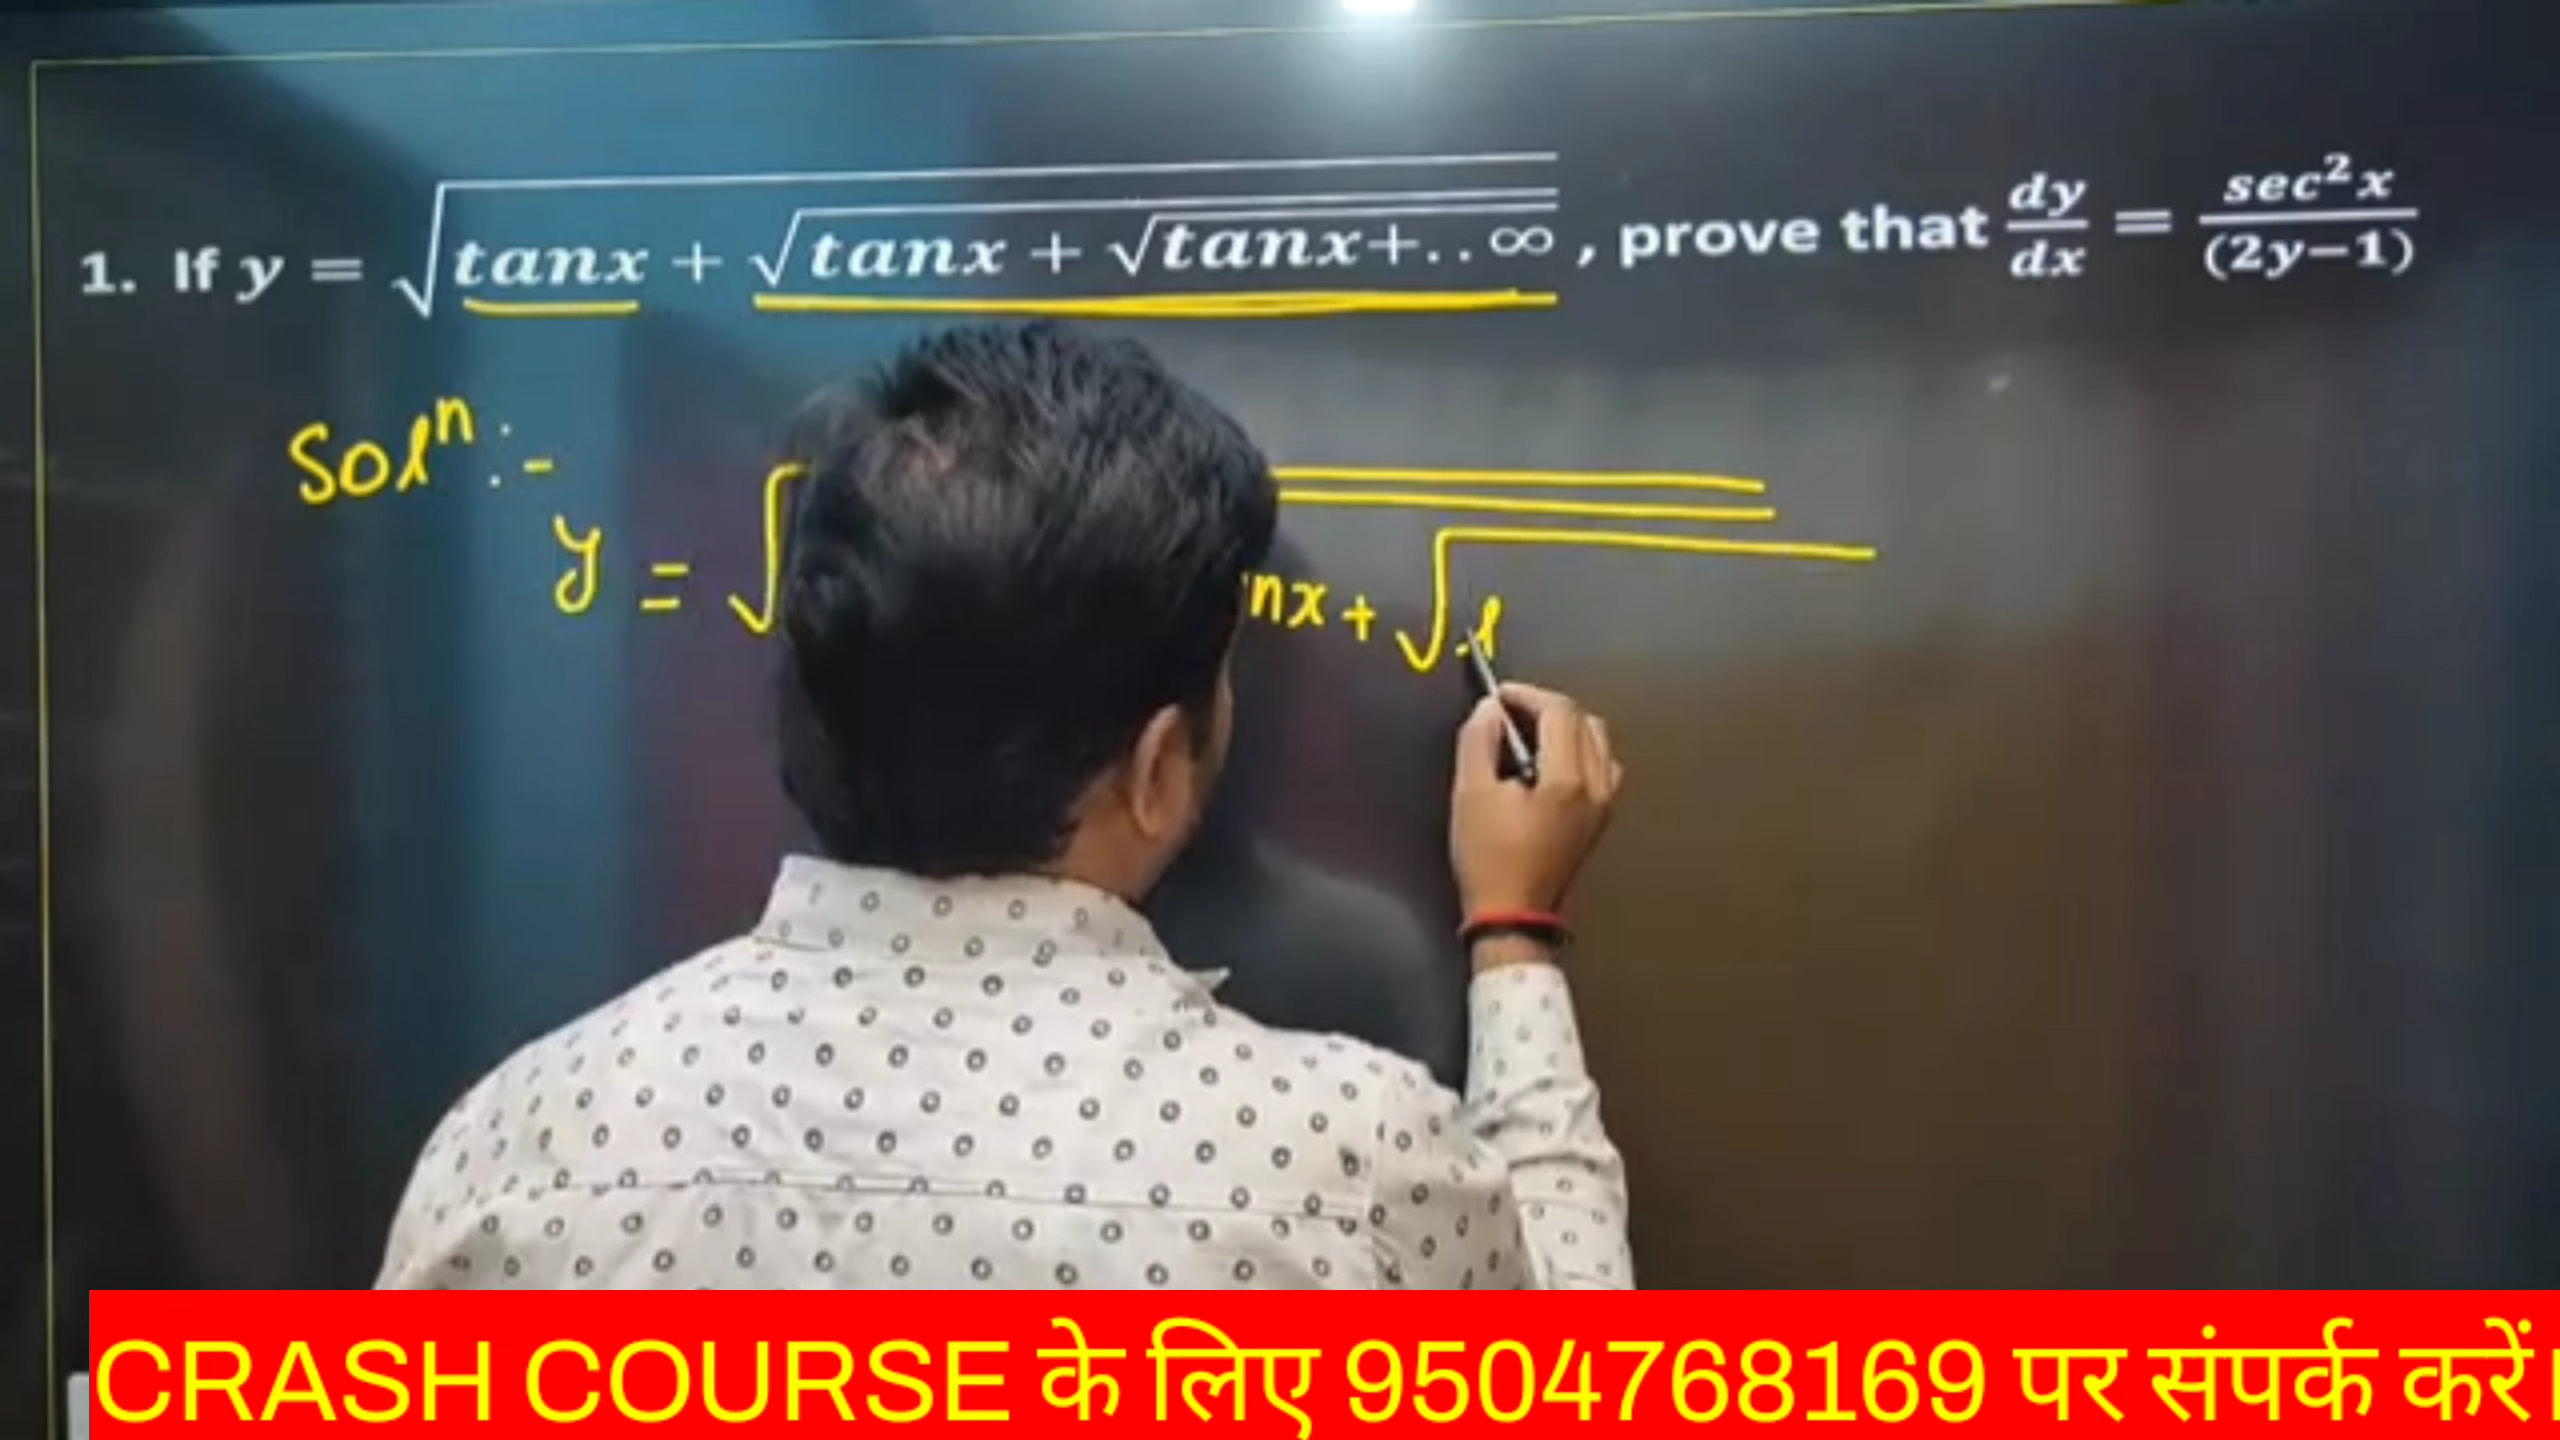 1. If y = √tanx + √tanx + √tanx+..∞ , prove that dy/dx = sec²x/(2y−1)
Solⁿ:-
y = √ nx + √
CRASH COURSE के लिए 9504768169 पर संपर्क करें।